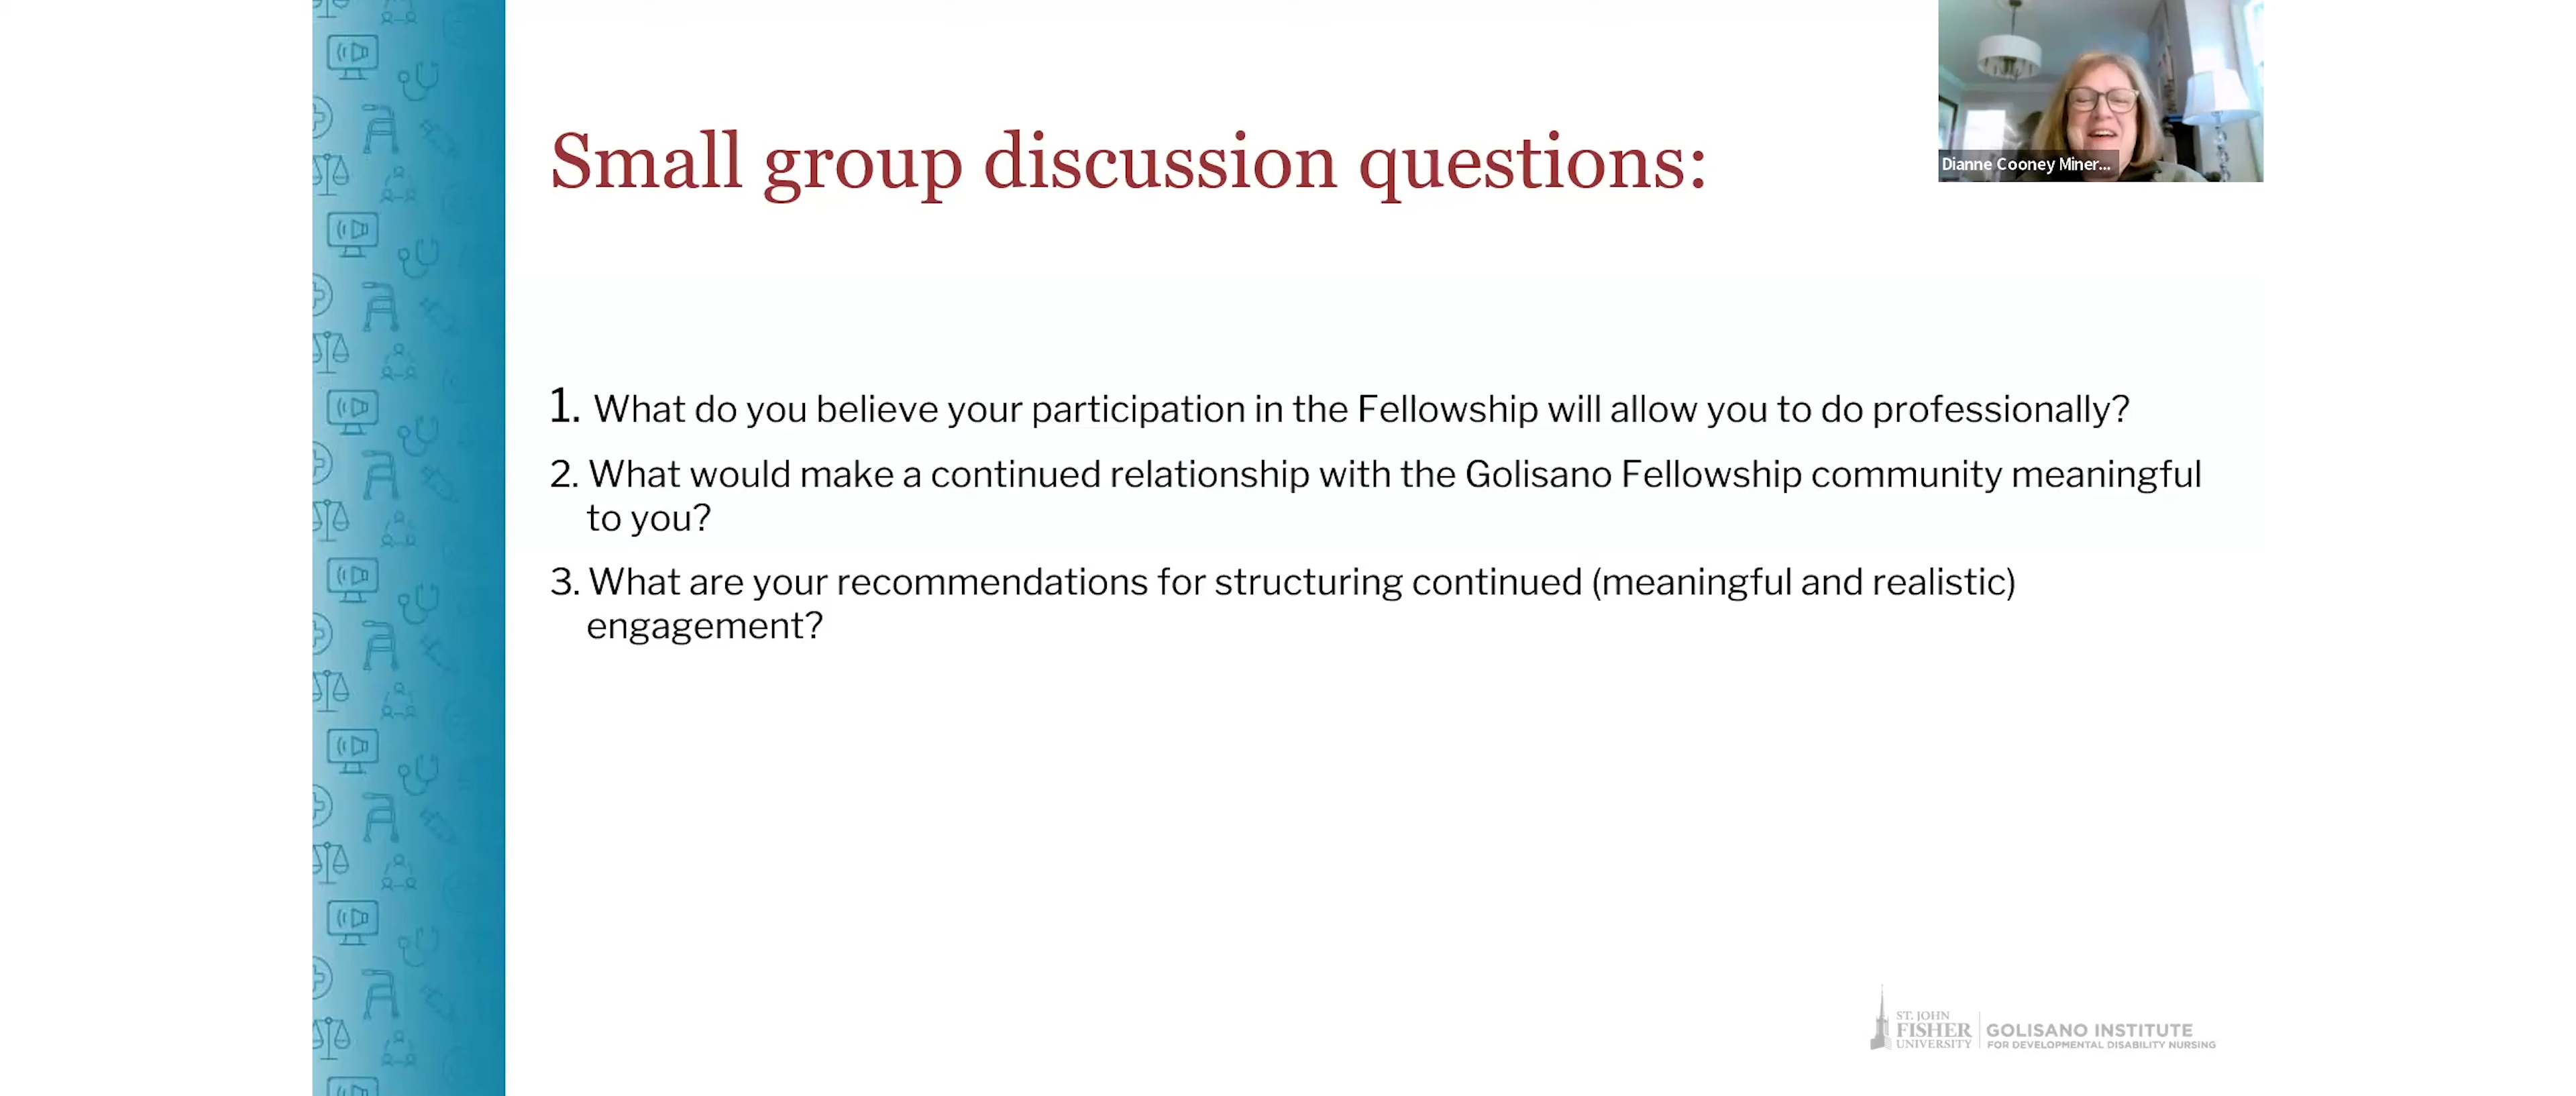 Small group discussion questions:
Dianne Cooney Miner...
1. What do you believe your participation in the Fellowship will allow you to do professionally?
2. What would make a continued relationship with the Golisano Fellowship community meaningful
to you?
3. What are your recommendations for structuring continued (meaningful and realistic)
engagement?
ST. JOHN
FISHER
UNIVERSITY
GOLISANO INSTITUTE
FOR DEVELOPMENTAL DISABILITY NURSING